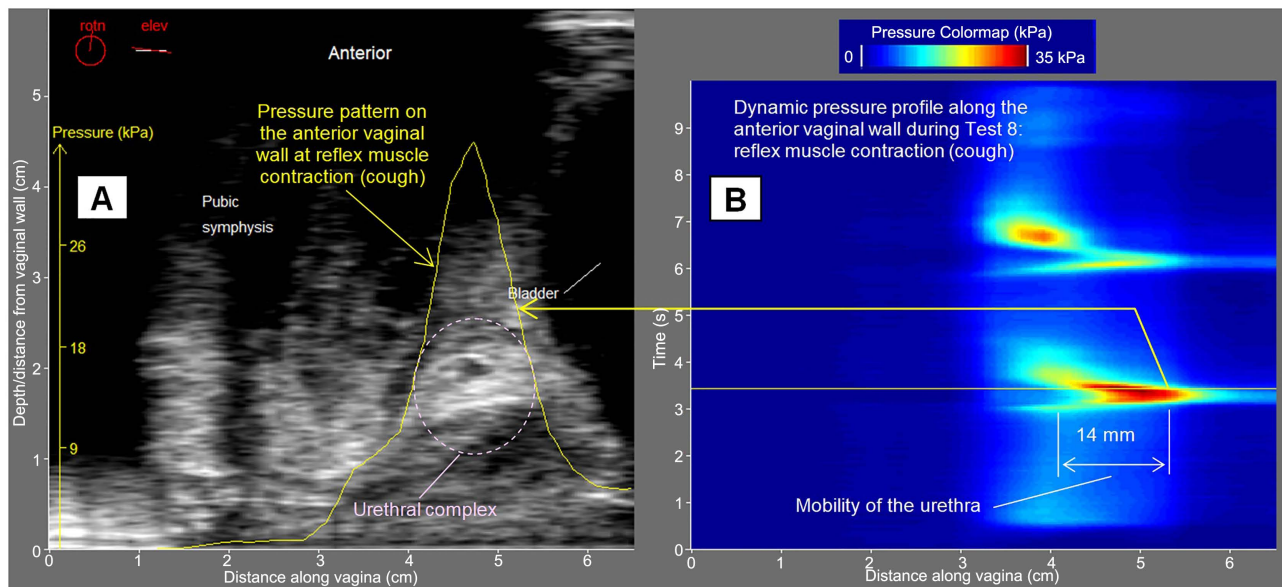 rotn
elev
Anterior
Pressure pattern on
the anterior vaginal
wall at reflex muscle
contraction (cough)
Pressure (kPa)
A
Pubic
symphysis
Bladder
Urethral complex
26
18
9
Depth/distance from vaginal wall (cm)
5
4
3
2
1
0
0
1
2
3
4
5
6
Distance along vagina (cm)
Pressure Colormap (kPa)
0
35 kPa
Dynamic pressure profile along the
anterior vaginal wall during Test 8:
reflex muscle contraction (cough)
B
14 mm
Mobility of the urethra
Time (s)
9
8
7
6
5
4
3
2
1
0
0
1
2
3
4
5
6
Distance along vagina (cm)